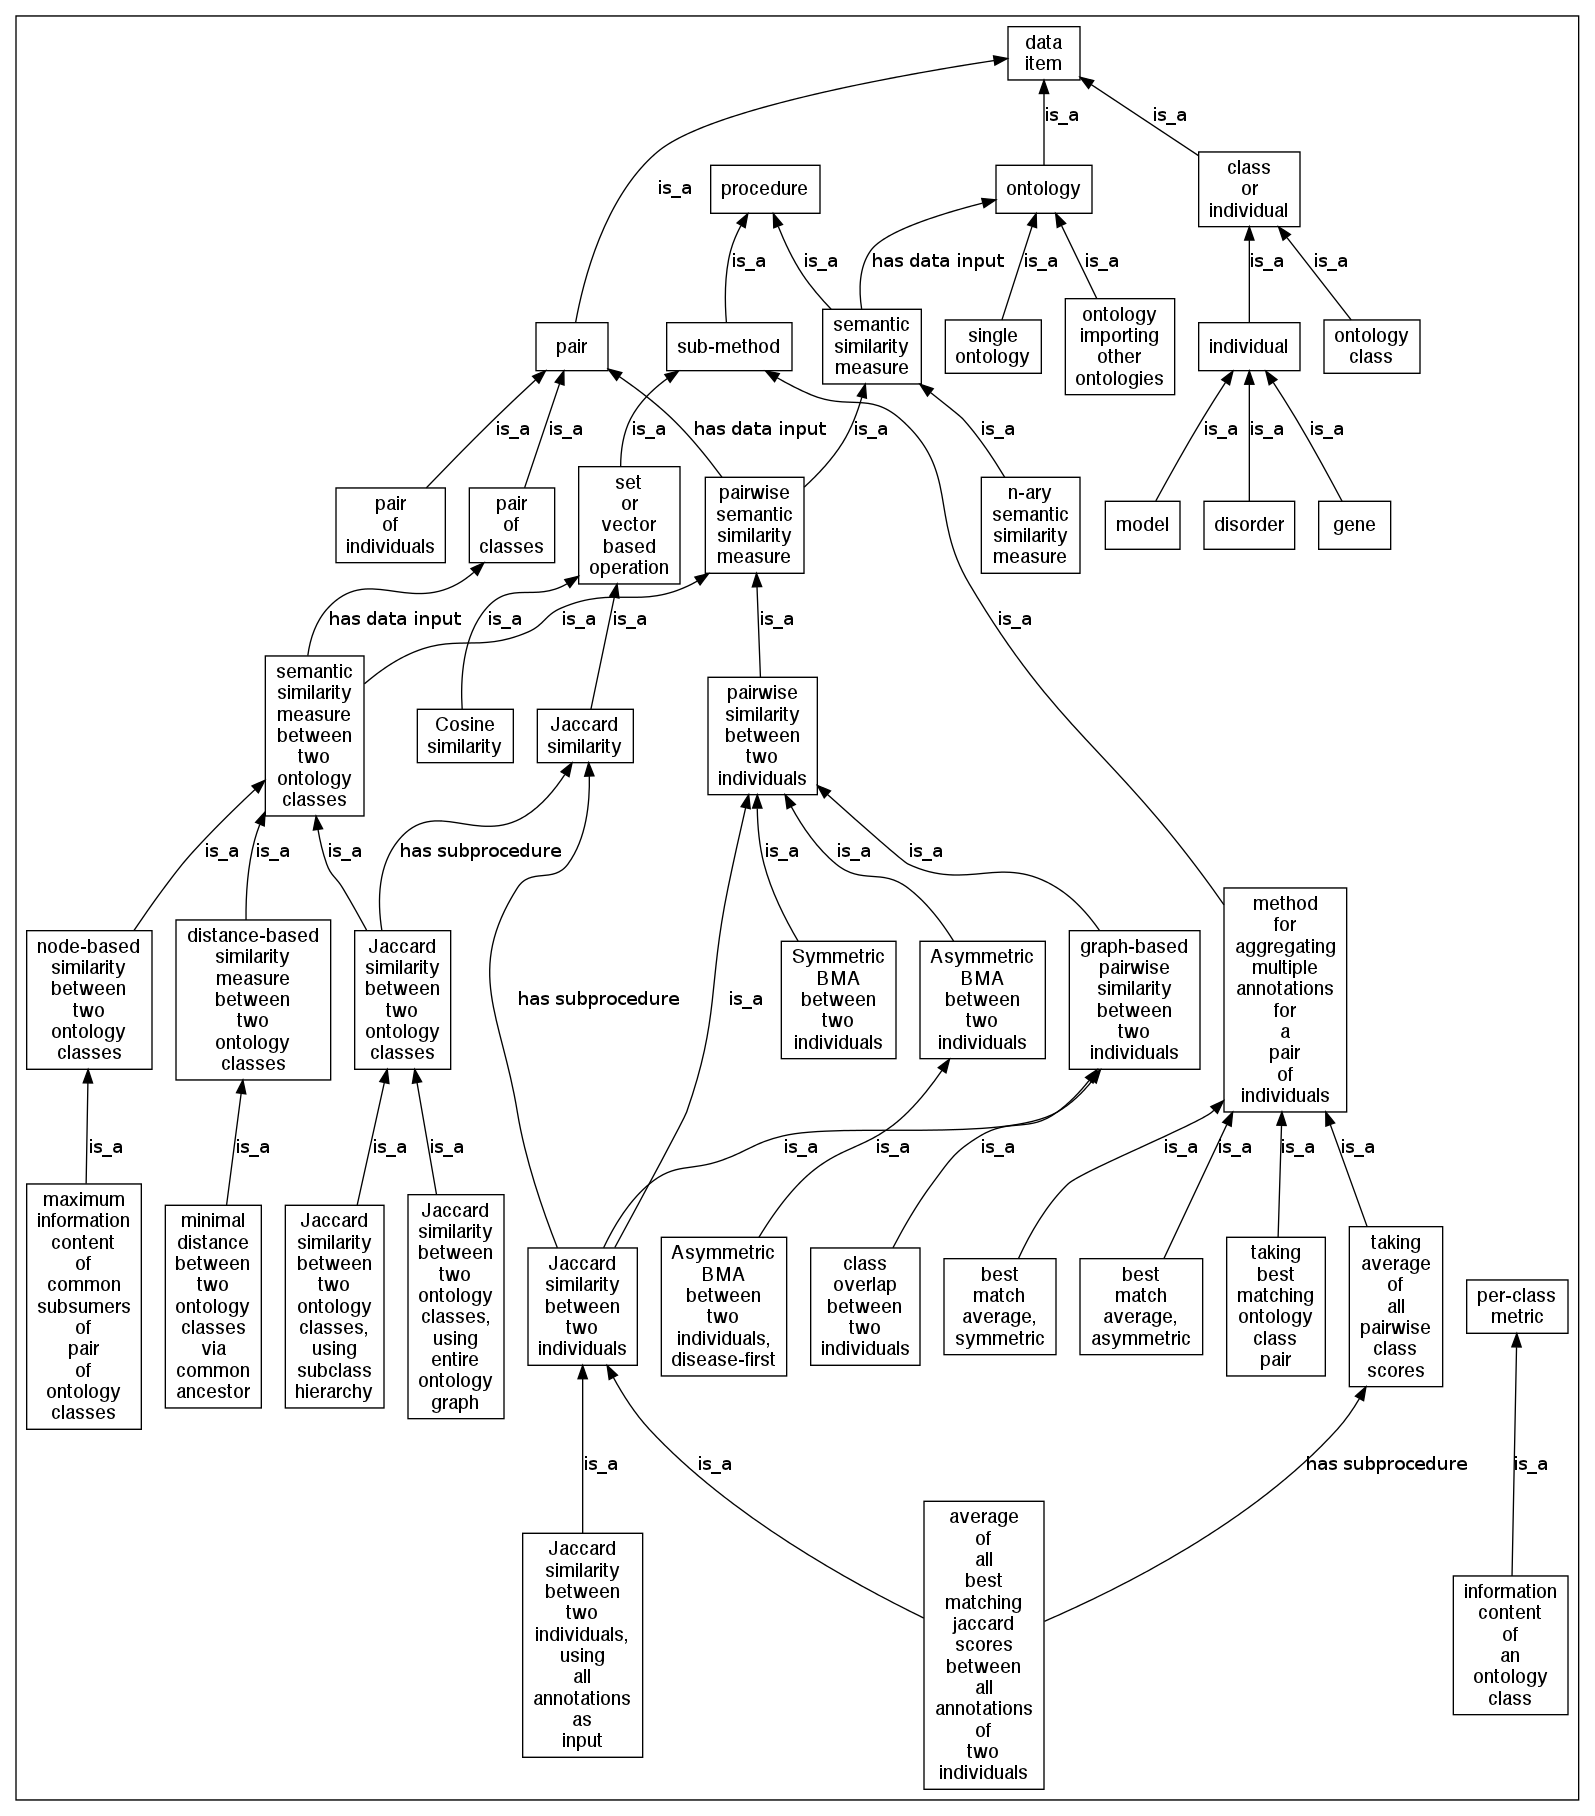 data
item
is_a
is_a
is_a
procedure
ontology
class
or
individual
is_a
is_a
has data input
is_a
is_a
is_a
is_a
pair
sub-method
semantic
similarity
measure
single
ontology
ontology
importing
other
ontologies
individual
ontology
class
is_a
is_a
is_a
has data input
is_a
is_a
is_a
is_a
is_a
pair
of
individuals
pair
of
classes
set
or
vector
based
operation
pairwise
semantic
similarity
measure
n-ary
semantic
similarity
measure
model
disorder
gene
has data input
is_a
is_a
is_a
is_a
is_a
semantic
similarity
measure
between
two
ontology
classes
Cosine
similarity
Jaccard
similarity
pairwise
similarity
between
two
individuals
is_a
is_a
is_a
has subprocedure
is_a
is_a
is_a
node-based
similarity
between
two
ontology
classes
distance-based
similarity
measure
between
two
ontology
classes
Jaccard
similarity
between
two
ontology
classes
has subprocedure
is_a
Symmetric
BMA
between
two
individuals
Asymmetric
BMA
between
two
individuals
graph-based
pairwise
similarity
between
two
individuals
method
for
aggregating
multiple
annotations
for
a
pair
of
individuals
is_a
is_a
is_a
is_a
is_a
is_a
is_a
is_a
is_a
is_a
is_a
maximum
information
content
of
common
subsumers
of
pair
of
ontology
classes
minimal
distance
between
two
ontology
classes
via
common
ancestor
Jaccard
similarity
between
two
ontology
classes,
using
subclass
hierarchy
Jaccard
similarity
between
two
ontology
classes,
using
entire
ontology
graph
Jaccard
similarity
between
two
individuals
Asymmetric
BMA
between
two
individuals,
disease-first
class
overlap
between
two
individuals
best
match
average,
symmetric
best
match
average,
asymmetric
taking
best
matching
ontology
class
pair
taking
average
of
all
pairwise
class
scores
per-class
metric
is_a
is_a
has subprocedure
is_a
Jaccard
similarity
between
two
individuals,
using
all
annotations
as
input
average
of
all
best
matching
jaccard
scores
between
all
annotations
of
two
individuals
information
content
of
an
ontology
class